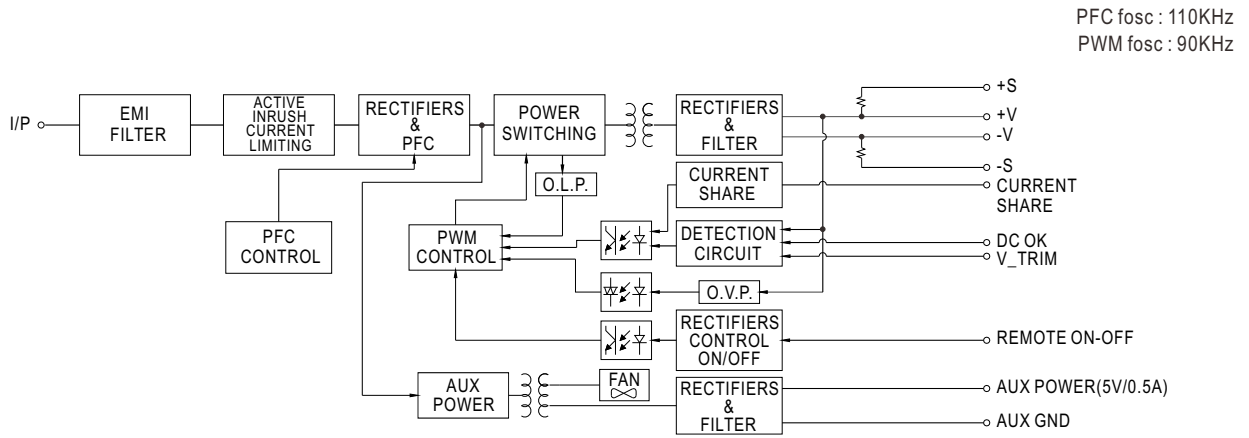 PFC fosc : 110KHz
PWM fosc : 90KHz
I/P
EMI
FILTER
ACTIVE
INRUSH
CURRENT
LIMITING
RECTIFIERS
&
PFC
POWER
SWITCHING
RECTIFIERS
&
FILTER
+S
+V
-V
-S
O.L.P.
CURRENT
SHARE
CURRENT
SHARE
PFC
CONTROL
PWM
CONTROL
DETECTION
CIRCUIT
DC OK
V_TRIM
O.V.P.
RECTIFIERS
CONTROL
ON/OFF
REMOTE ON-OFF
AUX
POWER
FAN
RECTIFIERS
&
FILTER
AUX POWER(5V/0.5A)
AUX GND